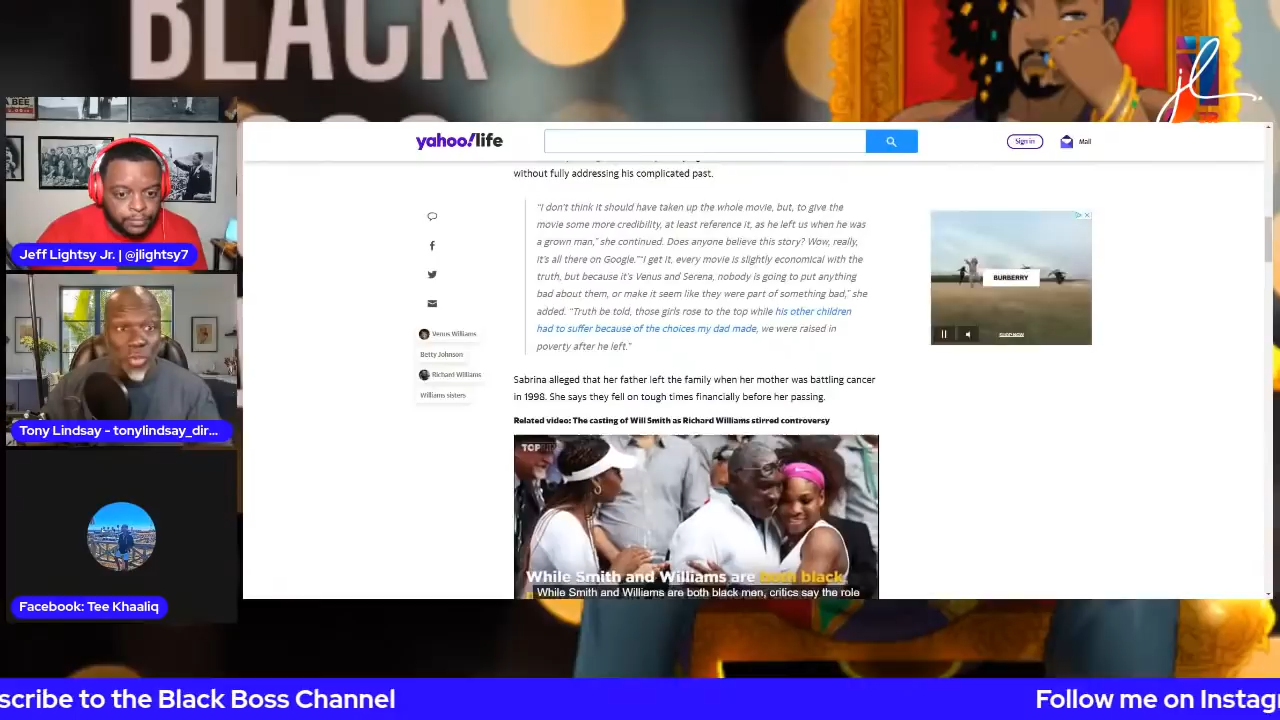 BLACK
jl
A BEE
Jeff Lightsy Jr. | @jlightsy7
Tony Lindsay - tonylindsay_dir...
Facebook: Tee Khaaliq
yahoo!life
Sign in
Mail
without fully addressing his complicated past.
“I don't think it should have taken up the whole movie, but, to give the
movie some more credibility, at least reference it, as he left us when he was
a grown man,” she continued. Does anyone believe this story? Wow, really,
it's all there on Google.”“I get it, every movie is slightly economical with the
truth, but because it's Venus and Serena, nobody is going to put anything
bad about them, or make it seem like they were part of something bad,” she
added. “Truth be told, those girls rose to the top while his other children
had to suffer because of the choices my dad made, we were raised in
poverty after he left.”
Venus Williams
Betty Johnson
Richard Williams
Williams sisters
BURBERRY
SHOP NOW
Sabrina alleged that her father left the family when her mother was battling cancer
in 1998. She says they fell on tough times financially before her passing.
Related video: The casting of Will Smith as Richard Williams stirred controversy
While Smith and Williams are both black
While Smith and Williams are both black men, critics say the role
scribe to the Black Boss Channel
Follow me on Instagr